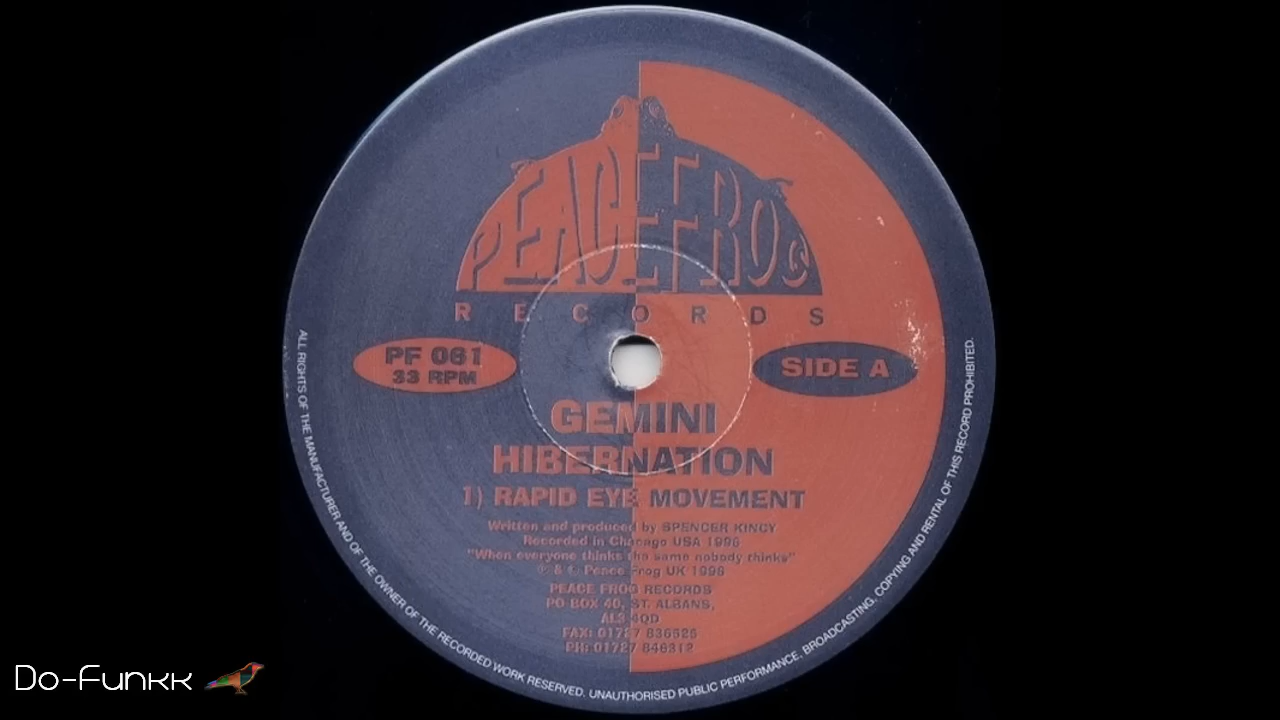 PEACEFROG
RECORDS
PF 061
33 RPM
SIDE A
GEMINI
HIBERNATION
1) RAPID EYE MOVEMENT
Written and produced by SPENCER KINCY
Recorded in Chicago USA 1996
"When everyone thinks the same nobody thinks"
℗ & © Peace Frog UK 1996
PEACE FROG RECORDS
PO BOX 40, ST. ALBANS,
AL3 4QD
FAX: 01727 836526
PH: 01727 846312
ALL RIGHTS OF THE MANUFACTURER AND OF THE OWNER OF THE RECORDED WORK RESERVED. UNAUTHORISED PUBLIC PERFORMANCE, BROADCASTING, COPYING AND RENTAL OF THIS RECORD PROHIBITED.
Do-Funkk